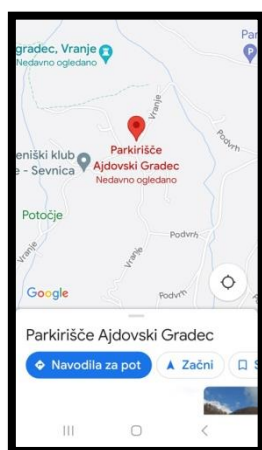 gradec, Vranje
Nedavno ogledano
Par
Vranje
Parkirišče
Ajdovski Gradec
Nedavno ogledano
eniški klub
e - Sevnica
Podvrh
Potočje
Podvrh
Vranje
Vranje
Podvrh
Google
Parkirišče Ajdovski Gradec
Navodila za pot
Začni
S